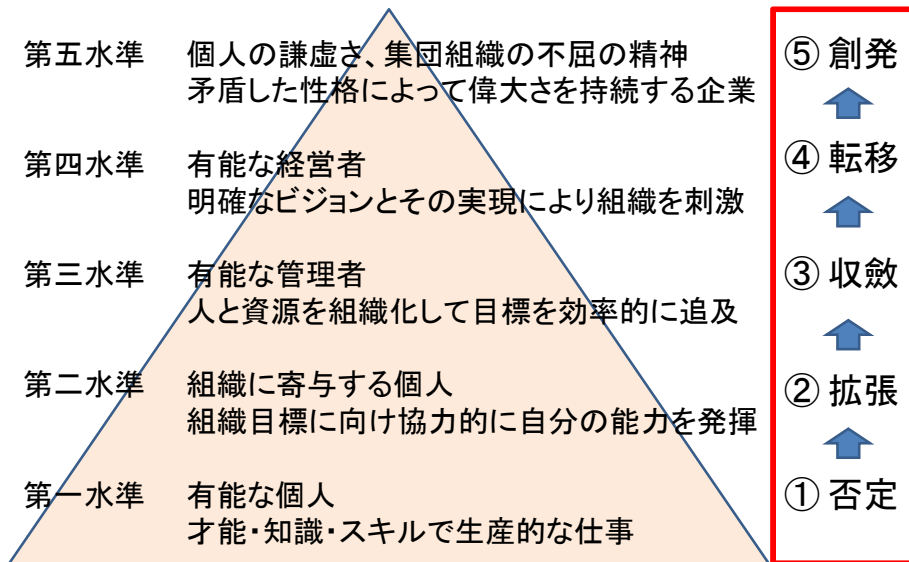 第五水準 個人の謙虚さ、集団組織の不屈の精神
矛盾した性格によって偉大さを持続する企業
⑤ 創発
第四水準 有能な経営者
明確なビジョンとその実現により組織を刺激
④ 転移
第三水準 有能な管理者
人と資源を組織化して目標を効率的に追及
③ 収斂
第二水準 組織に寄与する個人
組織目標に向け協力的に自分の能力を発揮
② 拡張
第一水準 有能な個人
才能・知識・スキルで生産的な仕事
① 否定